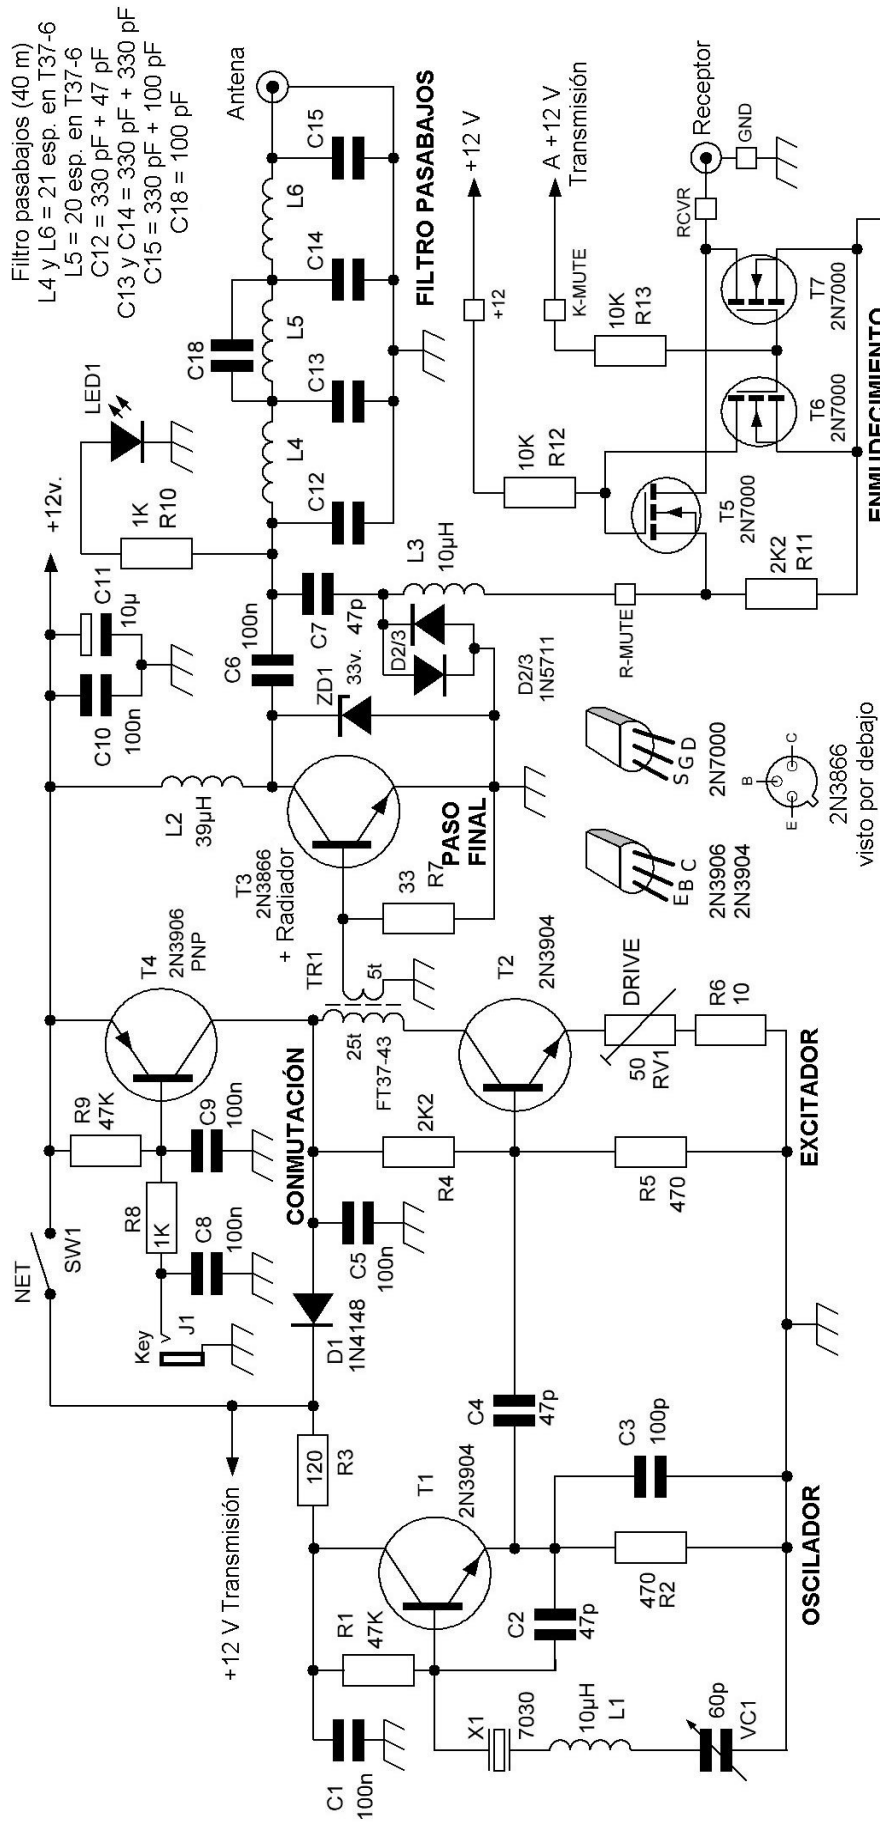 Filtro pasabajos (40 m)
L4 y L6 = 21 esp. en T37-6
L5 = 20 esp. en T37-6
C12 = 330 pF + 47 pF
C13 y C14 = 330 pF + 330 pF
C15 = 330 pF + 100 pF
C18 = 100 pF
NET
SW1
+12v.
Key
J1
R8
1K
C8
100n
R9
47K
C9
100n
T4
2N3906
PNP
L2
39µH
C10
100n
C11
10µ
LED1
1K
R10
Antena
C18
L4
L5
L6
C12
C13
C14
C15
FILTRO PASABAJOS
C6
100n
C7
47p
ZD1
33v.
D2/3
L3
10µH
D2/3
1N5711
T3
2N3866
+ Radiador
33
R7
PASO
FINAL
TR1
5t
25t
FT37-43
CONMUTACIÓN
+12 V Transmisión
120
R3
D1
1N4148
C5
100n
2K2
R4
T2
2N3904
DRIVE
50
RV1
R6
10
R5
470
EXCITADOR
C4
47p
C1
100n
R1
47K
T1
2N3904
C2
47p
C3
100p
470
R2
X1
7030
10µH
L1
60p
VC1
OSCILADOR
+12 V
+12
A +12 V
Transmisión
K-MUTE
10K
R12
10K
R13
Receptor
RCVR
GND
R-MUTE
T5
2N7000
T6
2N7000
T7
2N7000
2K2
R11
ENMUDECIMIENTO
E B C
2N3906
2N3904
S G D
2N7000
E
B
C
2N3866
visto por debajo